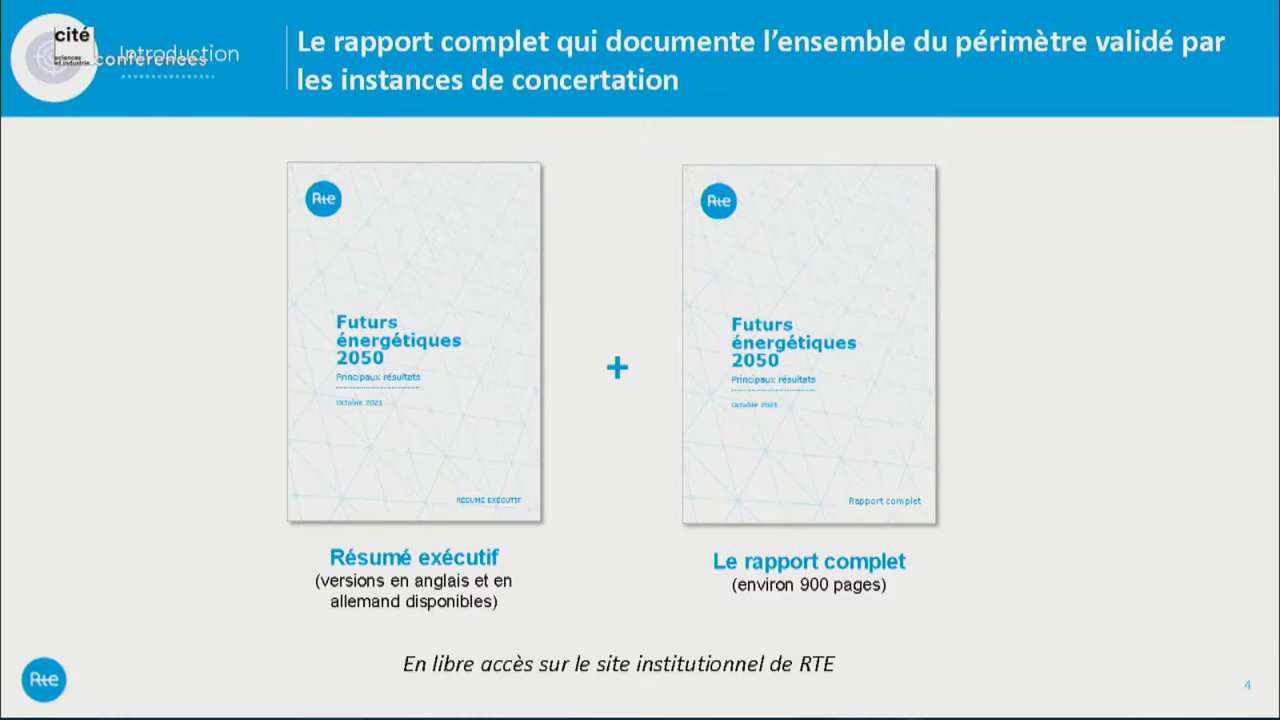 cité
sciences
et industrie
conférences
Introduction
Le rapport complet qui documente l'ensemble du périmètre validé par
les instances de concertation
Rte
Futurs
énergétiques
2050
Principaux résultats
Octobre 2021
RÉSUMÉ EXÉCUTIF
Rte
Futurs
énergétiques
2050
Principaux résultats
Octobre 2021
Rapport complet
+
Résumé exécutif
(versions en anglais et en
allemand disponibles)
Le rapport complet
(environ 900 pages)
En libre accès sur le site institutionnel de RTE
Rte
4